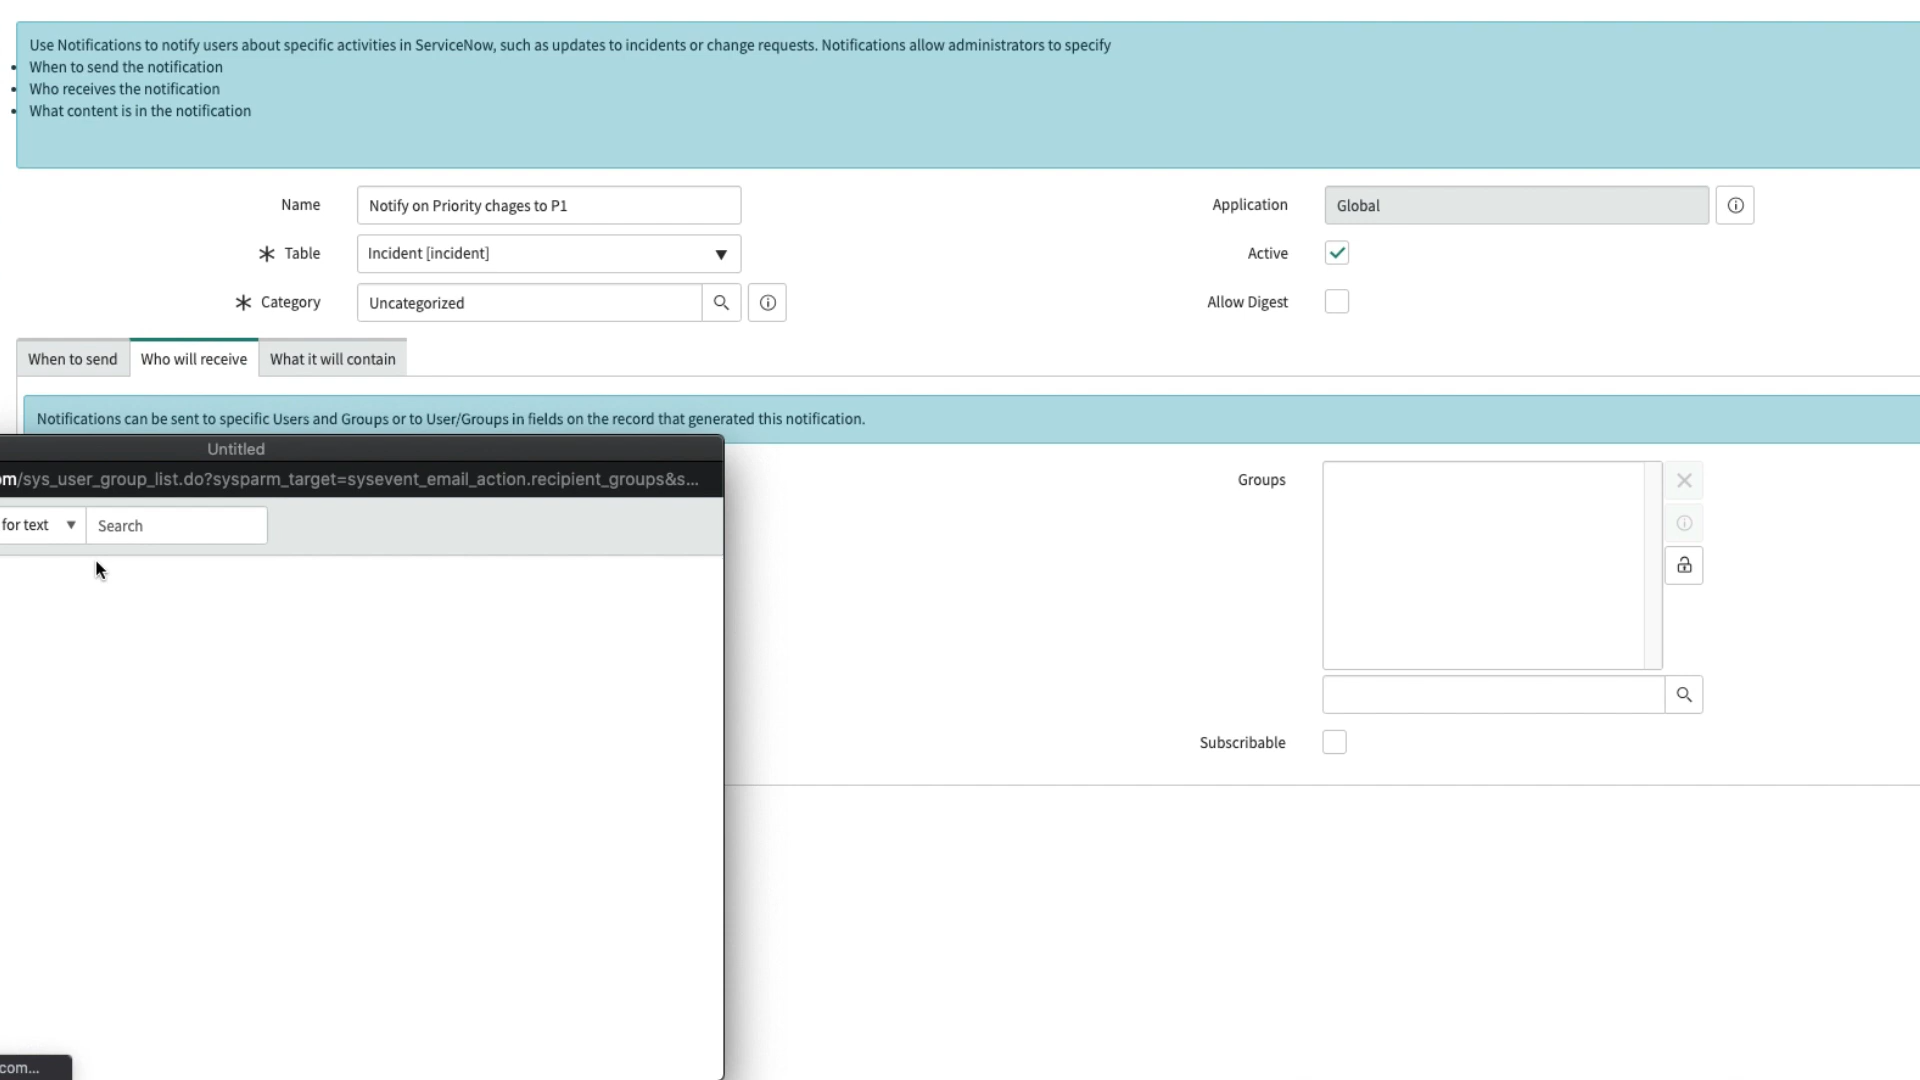 Use Notifications to notify users about specific activities in ServiceNow, such as updates to incidents or change requests. Notifications allow administrators to specify
When to send the notification
Who receives the notification
What content is in the notification
Name
Notify on Priority chages to P1
Application
Global
Table
Incident [incident]
Active
Category
Uncategorized
Allow Digest
When to send
Who will receive
What it will contain
Notifications can be sent to specific Users and Groups or to User/Groups in fields on the record that generated this notification.
Untitled
om/sys_user_group_list.do?sysparm_target=sysevent_email_action.recipient_groups&s...
for text
Search
Groups
Subscribable
com...